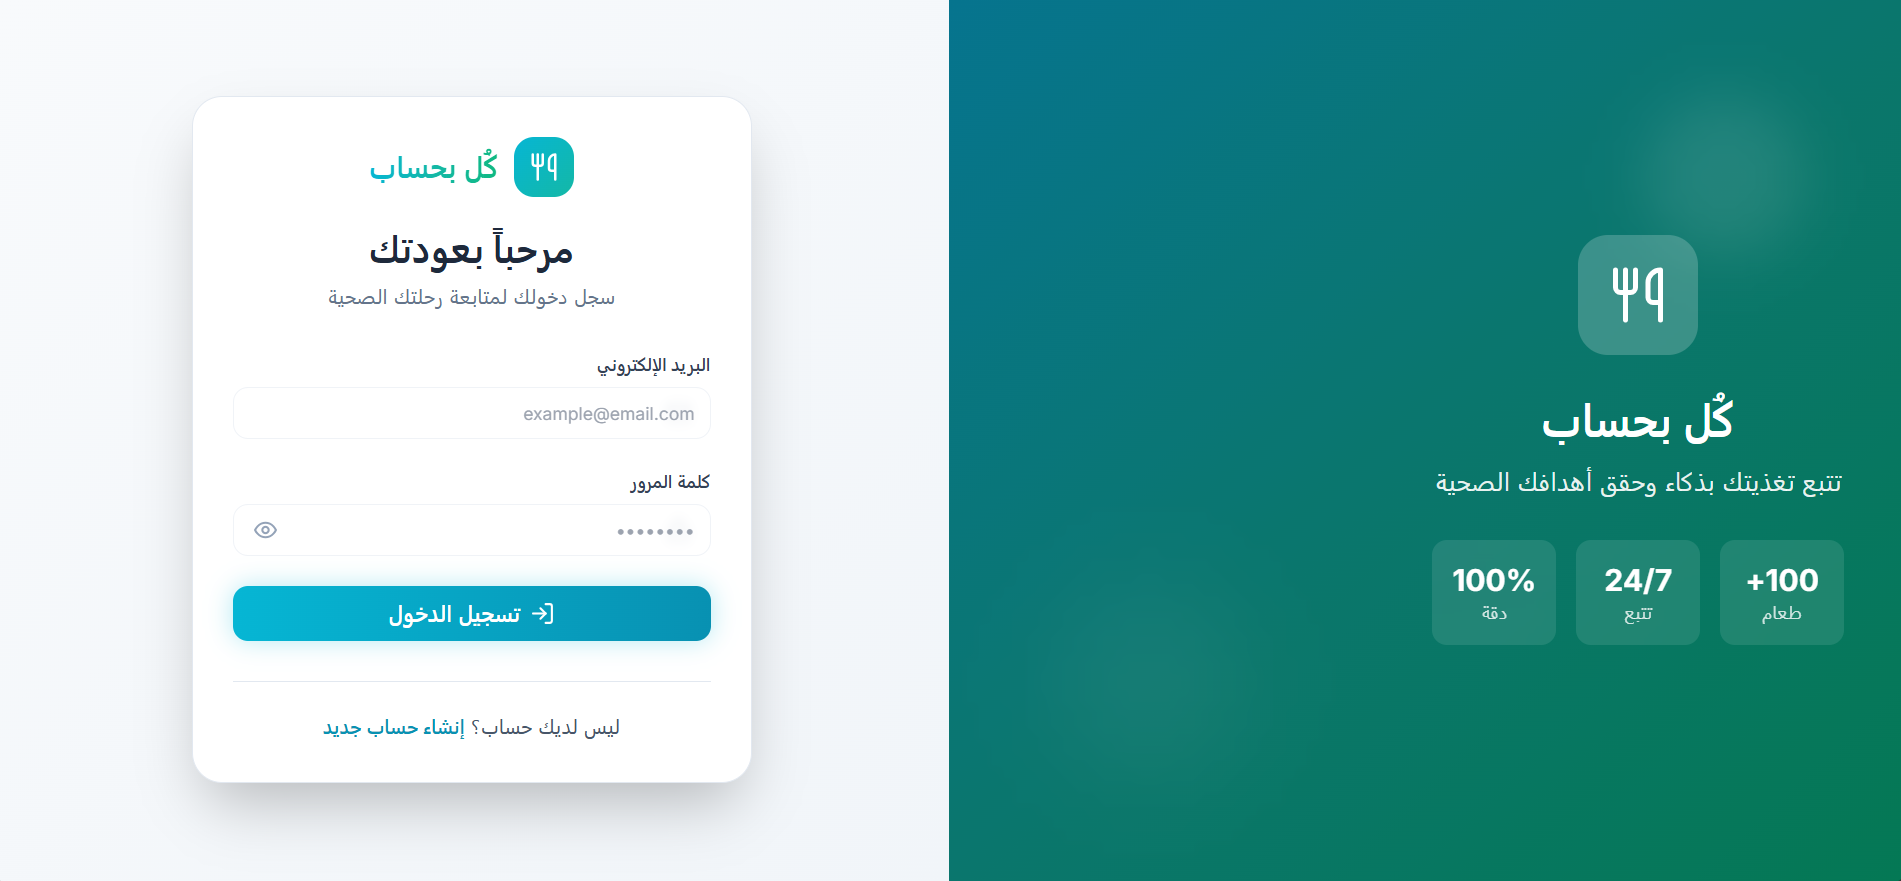 كُل بحساب
تتبع تغذيتك بذكاء وحقق أهدافك الصحية
+100
طعام
24/7
تتبع
100%
دقة
كُل بحساب
مرحباً بعودتك
سجل دخولك لمتابعة رحلتك الصحية
البريد الإلكتروني
example@email.com
كلمة المرور
••••••••
تسجيل الدخول
ليس لديك حساب؟ إنشاء حساب جديد